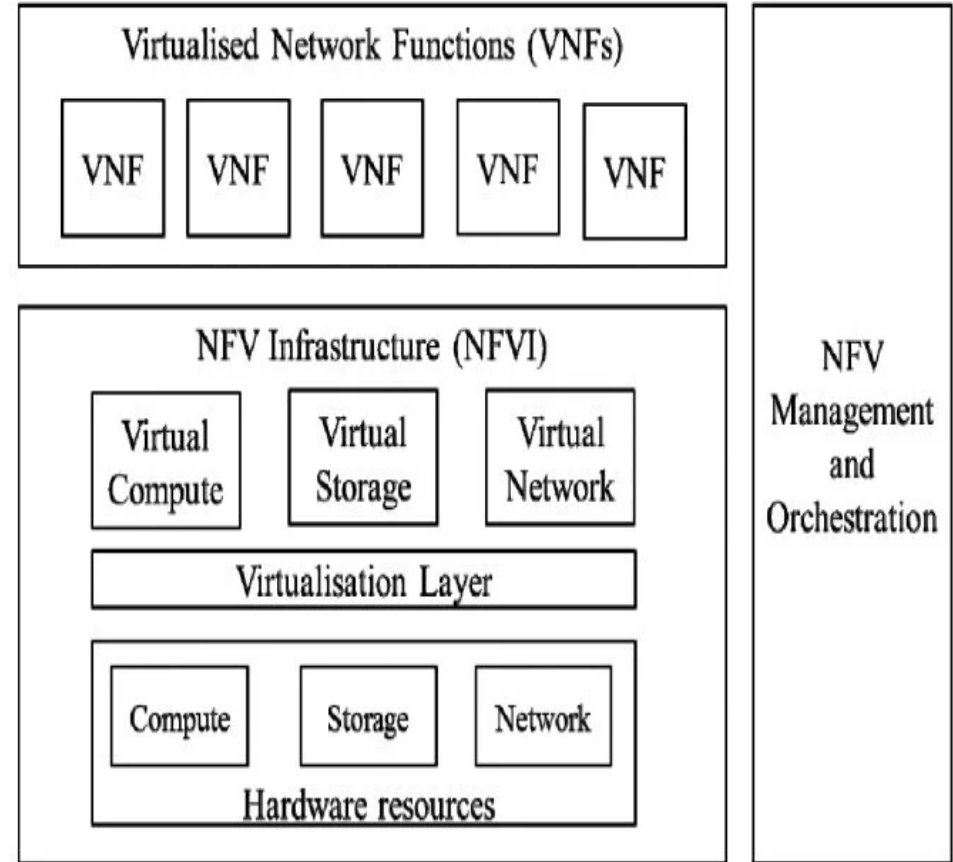 Virtualised Network Functions (VNFs)
VNF
VNF
VNF
VNF
VNF
NFV Infrastructure (NFVI)
Virtual
Compute
Virtual
Storage
Virtual
Network
Virtualisation Layer
Compute
Storage
Network
Hardware resources
NFV
Management
and
Orchestration